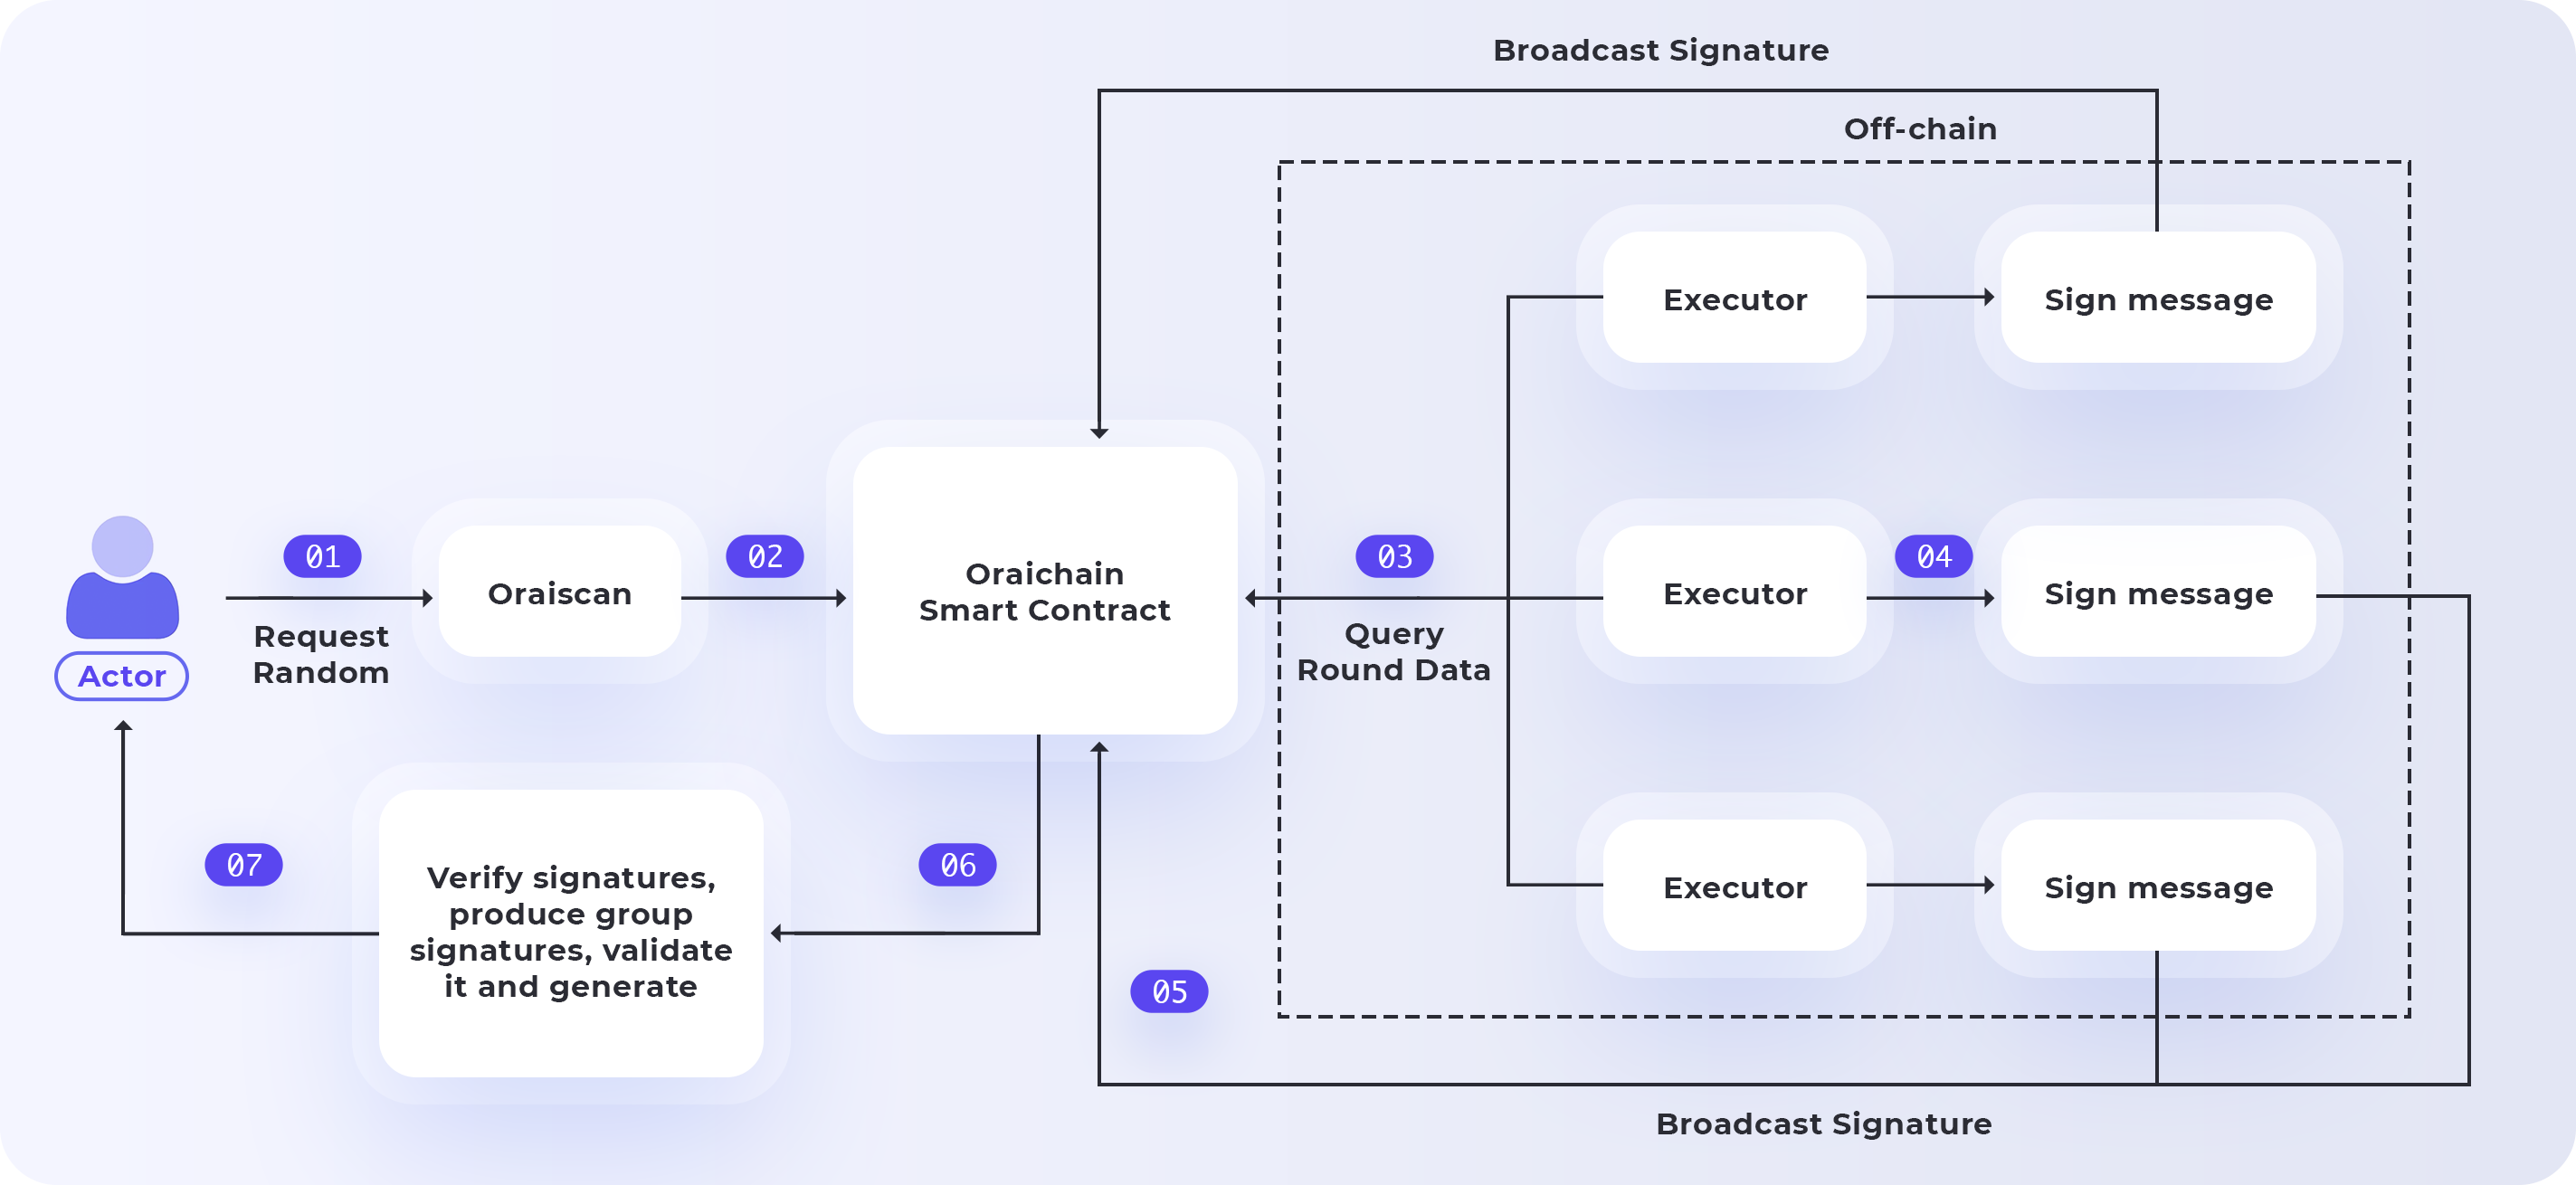 Broadcast Signature
Off-chain
Executor
Sign message
01
02
03
04
Oraiscan
Oraichain
Smart Contract
Executor
Sign message
Request
Random
Query
Round Data
Actor
07
06
Verify signatures,
produce group
signatures, validate
it and generate
Executor
Sign message
05
Broadcast Signature